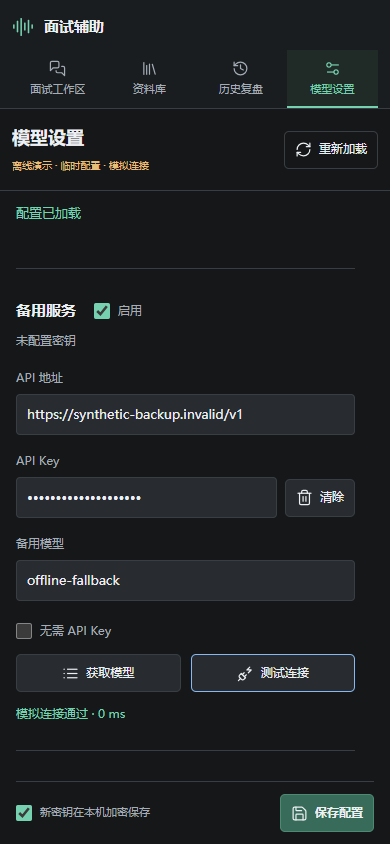 面试辅助
面试工作区 资料库 历史复盘 模型设置
模型设置
离线演示 · 临时配置 · 模拟连接
重新加载
配置已加载
备用服务 启用
未配置密钥
API 地址
https://synthetic-backup.invalid/v1
API Key
••••••••••••••••••••
清除
备用模型
offline-fallback
无需 API Key
获取模型 测试连接
模拟连接通过 · 0 ms
新密钥在本机加密保存 保存配置